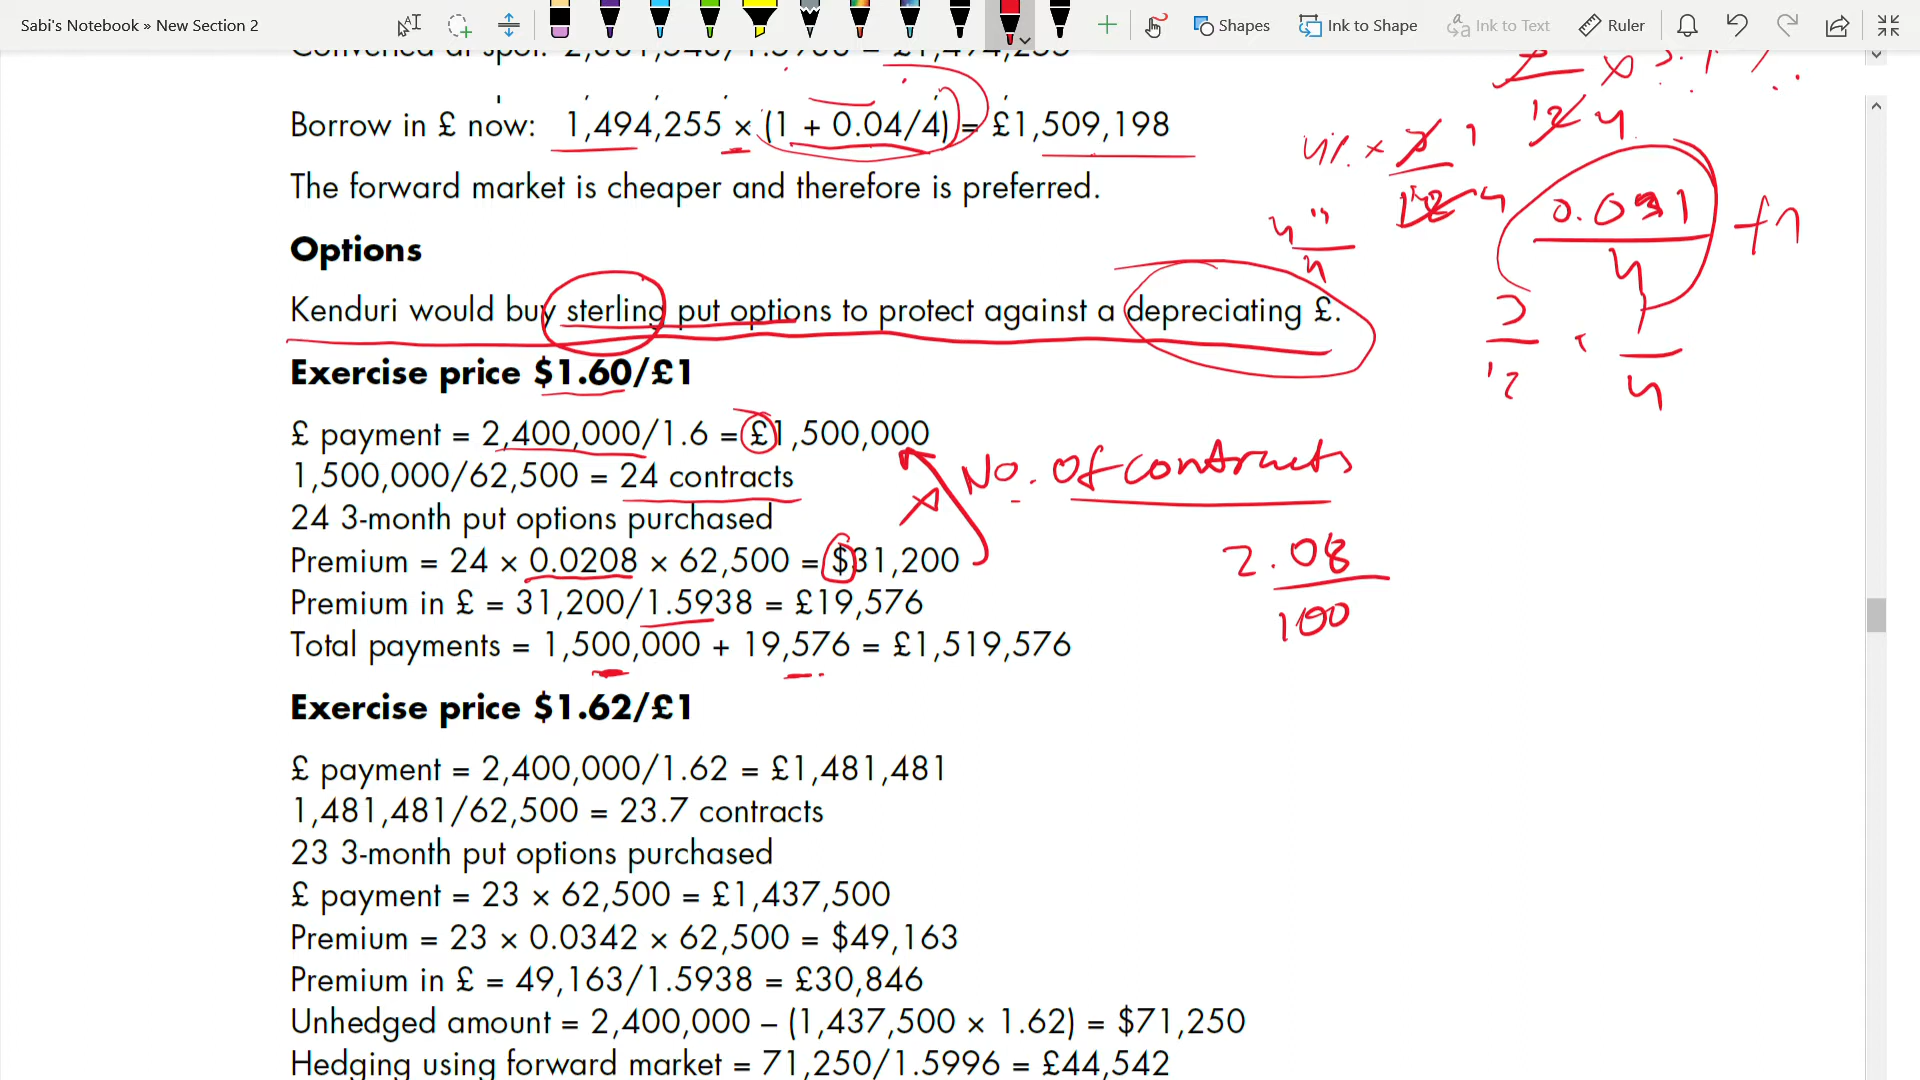 Sabi's Notebook » New Section 2
Shapes
Ink to Shape
Ink to Text
Ruler
Borrow in £ now: 1,494,255 × (1 + 0.04/4) = £1,509,198
The forward market is cheaper and therefore is preferred.
Options
Kenduri would buy sterling put options to protect against a depreciating £.
Exercise price $1.60/£1
£ payment = 2,400,000/1.6 = £1,500,000
1,500,000/62,500 = 24 contracts
No. of contracts
24 3-month put options purchased
Premium = 24 × 0.0208 × 62,500 = $31,200
2.08
100
Premium in £ = 31,200/1.5938 = £19,576
Total payments = 1,500,000 + 19,576 = £1,519,576
Exercise price $1.62/£1
£ payment = 2,400,000/1.62 = £1,481,481
1,481,481/62,500 = 23.7 contracts
23 3-month put options purchased
£ payment = 23 × 62,500 = £1,437,500
Premium = 23 × 0.0342 × 62,500 = $49,163
Premium in £ = 49,163/1.5938 = £30,846
Unhedged amount = 2,400,000 – (1,437,500 × 1.62) = $71,250
Hedging using forward market = 71,250/1.5996 = £44,542